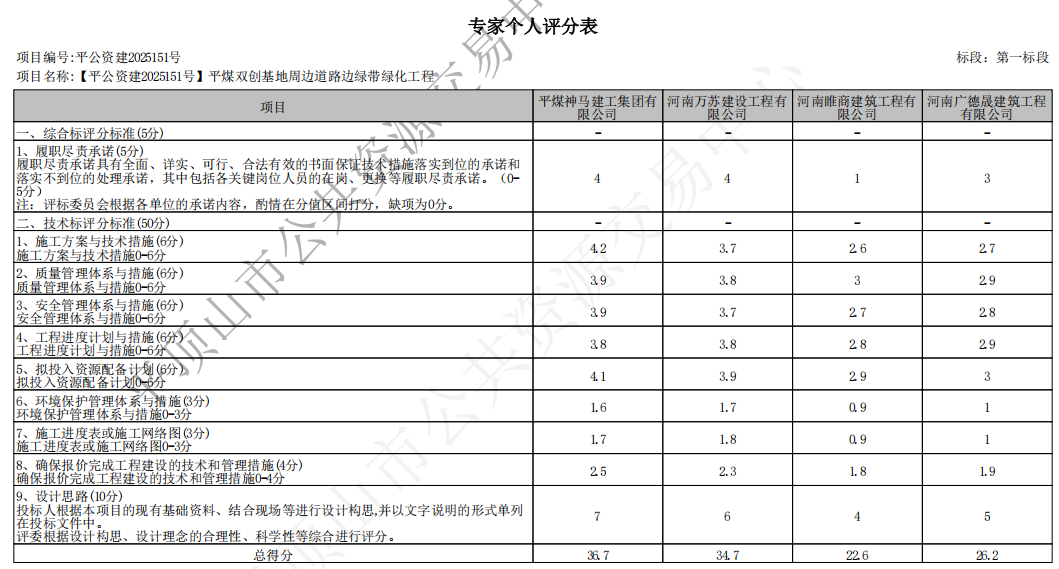 专家个人评分表
项目编号:平公资建2025151号
标段：第一标段
项目名称:【平公资建2025151号】平煤双创基地周边道路边绿带绿化工程
项目 平煤神马建工集团有限公司 河南万苏建设工程有限公司 河南睢商建筑工程有限公司 河南广德晟建筑工程有限公司
一、综合标评分标准(5分) – – – –
1、履职尽责承诺(5分)
履职尽责承诺具有全面、详实、可行、合法有效的书面保证技术措施落实到位的承诺和
落实不到位的处理承诺，其中包括各关键岗位人员的在岗、更换等履职尽责承诺。（0-
5分）
注：评标委员会根据各单位的承诺内容，酌情在分值区间打分，缺项为0分。
4 4 1 3
二、技术标评分标准(50分) – – – –
1、施工方案与技术措施(6分)
施工方案与技术措施0-6分
4.2 3.7 2.6 2.7
2、质量管理体系与措施(6分)
质量管理体系与措施0-6分
3.9 3.8 3 2.9
3、安全管理体系与措施(6分)
安全管理体系与措施0-6分
3.9 3.7 2.7 2.8
4、工程进度计划与措施(6分)
工程进度计划与措施0-6分
3.8 3.8 2.8 2.9
5、拟投入资源配备计划(6分)
拟投入资源配备计划0-6分
4.1 3.9 2.9 3
6、环境保护管理体系与措施(3分)
环境保护管理体系与措施0-3分
1.6 1.7 0.9 1
7、施工进度表或施工网络图(3分)
施工进度表或施工网络图0-3分
1.7 1.8 0.9 1
8、确保报价完成工程建设的技术和管理措施(4分)
确保报价完成工程建设的技术和管理措施0-4分
2.5 2.3 1.8 1.9
9、设计思路(10分)
投标人根据本项目的现有基础资料、结合现场等进行设计构思,并以文字说明的形式单列
在投标文件中。
评委根据设计构思、设计理念的合理性、科学性等综合进行评分。
7 6 4 5
总得分 36.7 34.7 22.6 26.2
平顶山市公共资源交易中
平顶山市公共资源交易中心